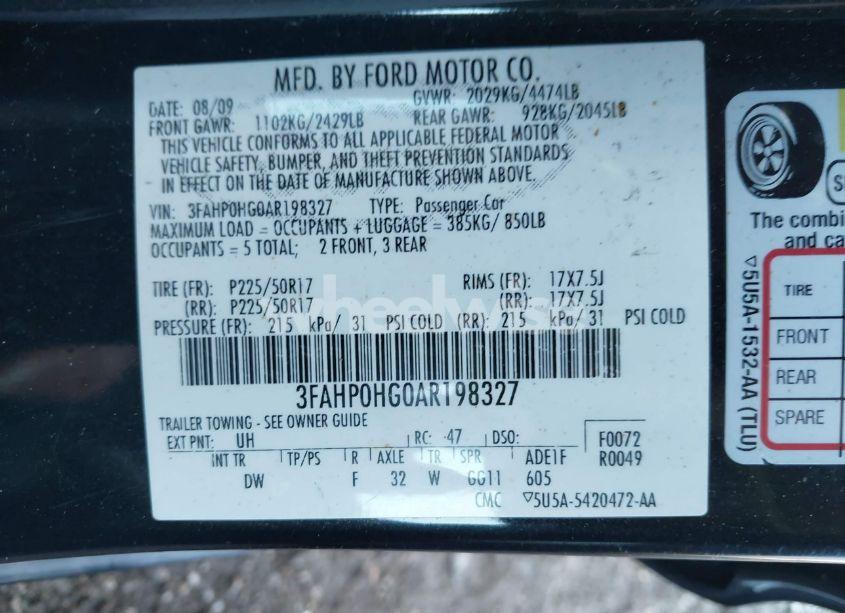 MFD. BY FORD MOTOR CO.
DATE: 08/09 GVWR: 2029KG/4474LB
FRONT GAWR: 1102KG/2429LB REAR GAWR: 928KG/2045LB
THIS VEHICLE CONFORMS TO ALL APPLICABLE FEDERAL MOTOR
VEHICLE SAFETY, BUMPER, AND THEFT PREVENTION STANDARDS
IN EFFECT ON THE DATE OF MANUFACTURE SHOWN ABOVE.
VIN: 3FAHP0HG0AR198327 TYPE: Passenger Car
MAXIMUM LOAD = OCCUPANTS + LUGGAGE = 385KG/ 850LB
OCCUPANTS = 5 TOTAL; 2 FRONT, 3 REAR
TIRE (FR): P225/50R17 RIMS (FR): 17X7.5J
(RR): P225/50R17 (RR): 17X7.5J
PRESSURE (FR): 215 kPa/ 31 PSI COLD (RR): 215 kPa/ 31 PSI COLD
3FAHP0HG0AR198327
TRAILER TOWING - SEE OWNER GUIDE
EXT PNT: UH RC: 47 DSO: F0072
INT TR TP/PS R AXLE TR SPR ADE1F R0049
DW F 32 W GG11 605
CMC ▽5U5A-5420472-AA
The combi
and ca
TIRE
FRONT
REAR
SPARE
▽5U5A-1532-AA (TLU)